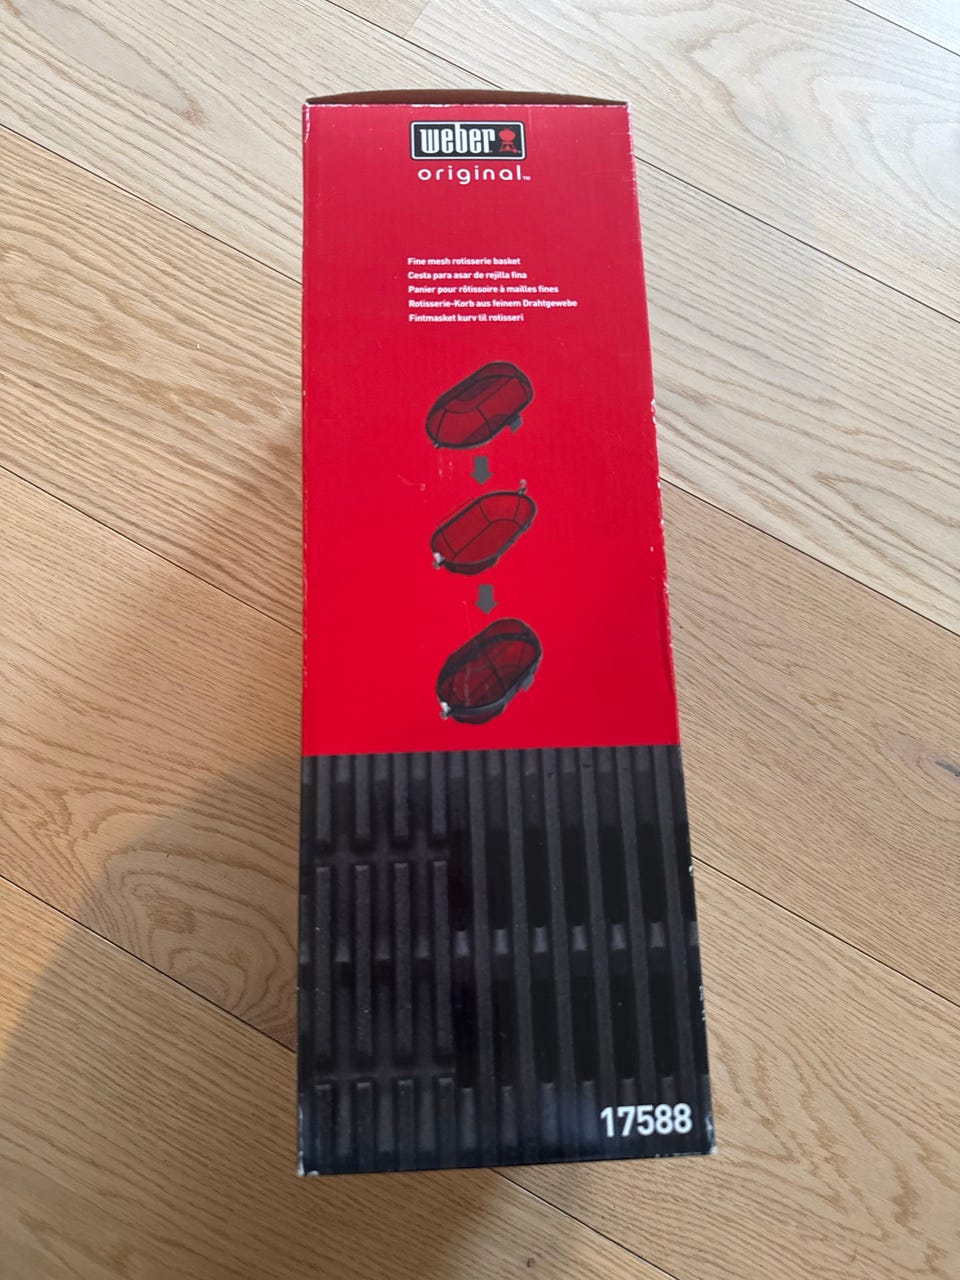 weber
original™
Fine mesh rotisserie basket
Cesta para asar de rejilla fina
Panier pour rôtissoire à mailles fines
Rotisserie-Korb aus feinem Drahtgewebe
Fintmasket kurv til rotisseri
17588